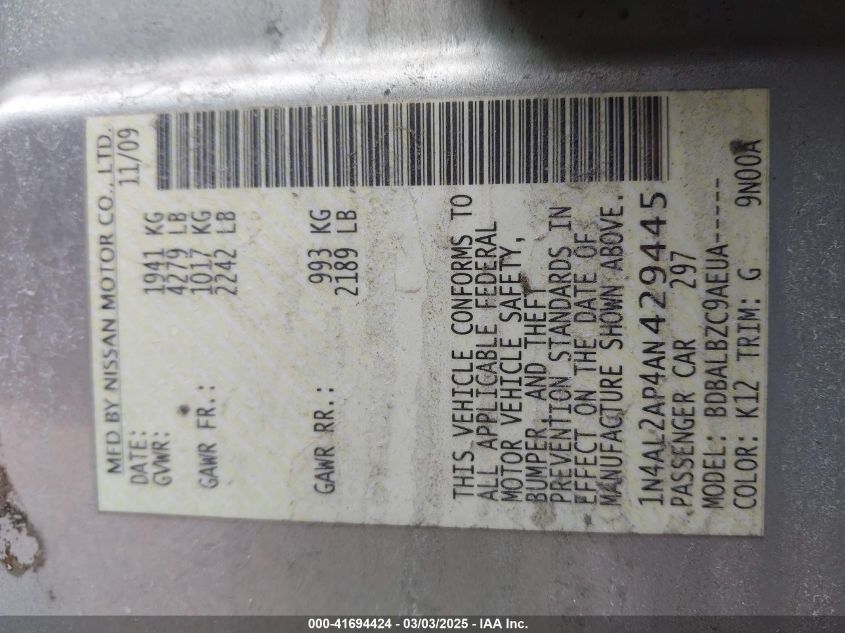 MFD BY NISSAN MOTOR CO., LTD.
DATE: 11/09
GVWR: 1941 KG
4279 LB
GAWR FR.: 1017 KG
2242 LB
GAWR RR.: 993 KG
2189 LB
THIS VEHICLE CONFORMS TO
ALL APPLICABLE FEDERAL
MOTOR VEHICLE SAFETY,
BUMPER, AND THEFT
PREVENTION STANDARDS IN
EFFECT ON THE DATE OF
MANUFACTURE SHOWN ABOVE.
1N4AL2AP4AN429445
PASSENGER CAR 297
MODEL: BDBALBZC9AEUA-----
COLOR: K12 TRIM: G 9N00A
000-41694424 - 03/03/2025 - IAA Inc.